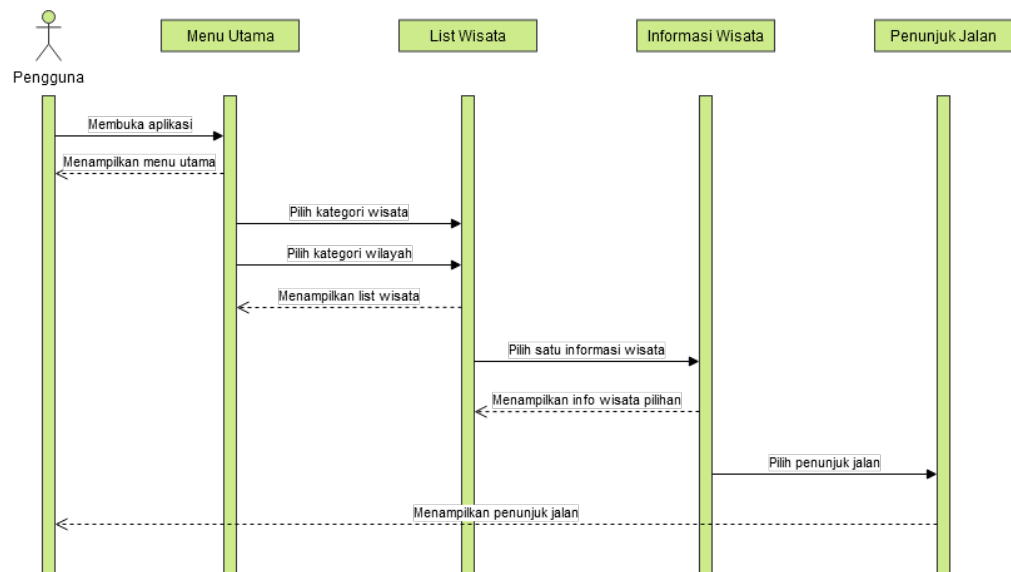 Pengguna
Menu Utama
List Wisata
Informasi Wisata
Penunjuk Jalan
Membuka aplikasi
Menampilkan menu utama
Pilih kategori wisata
Pilih kategori wilayah
Menampilkan list wisata
Pilih satu informasi wisata
Menampilkan info wisata pilihan
Pilih penunjuk jalan
Menampilkan penunjuk jalan